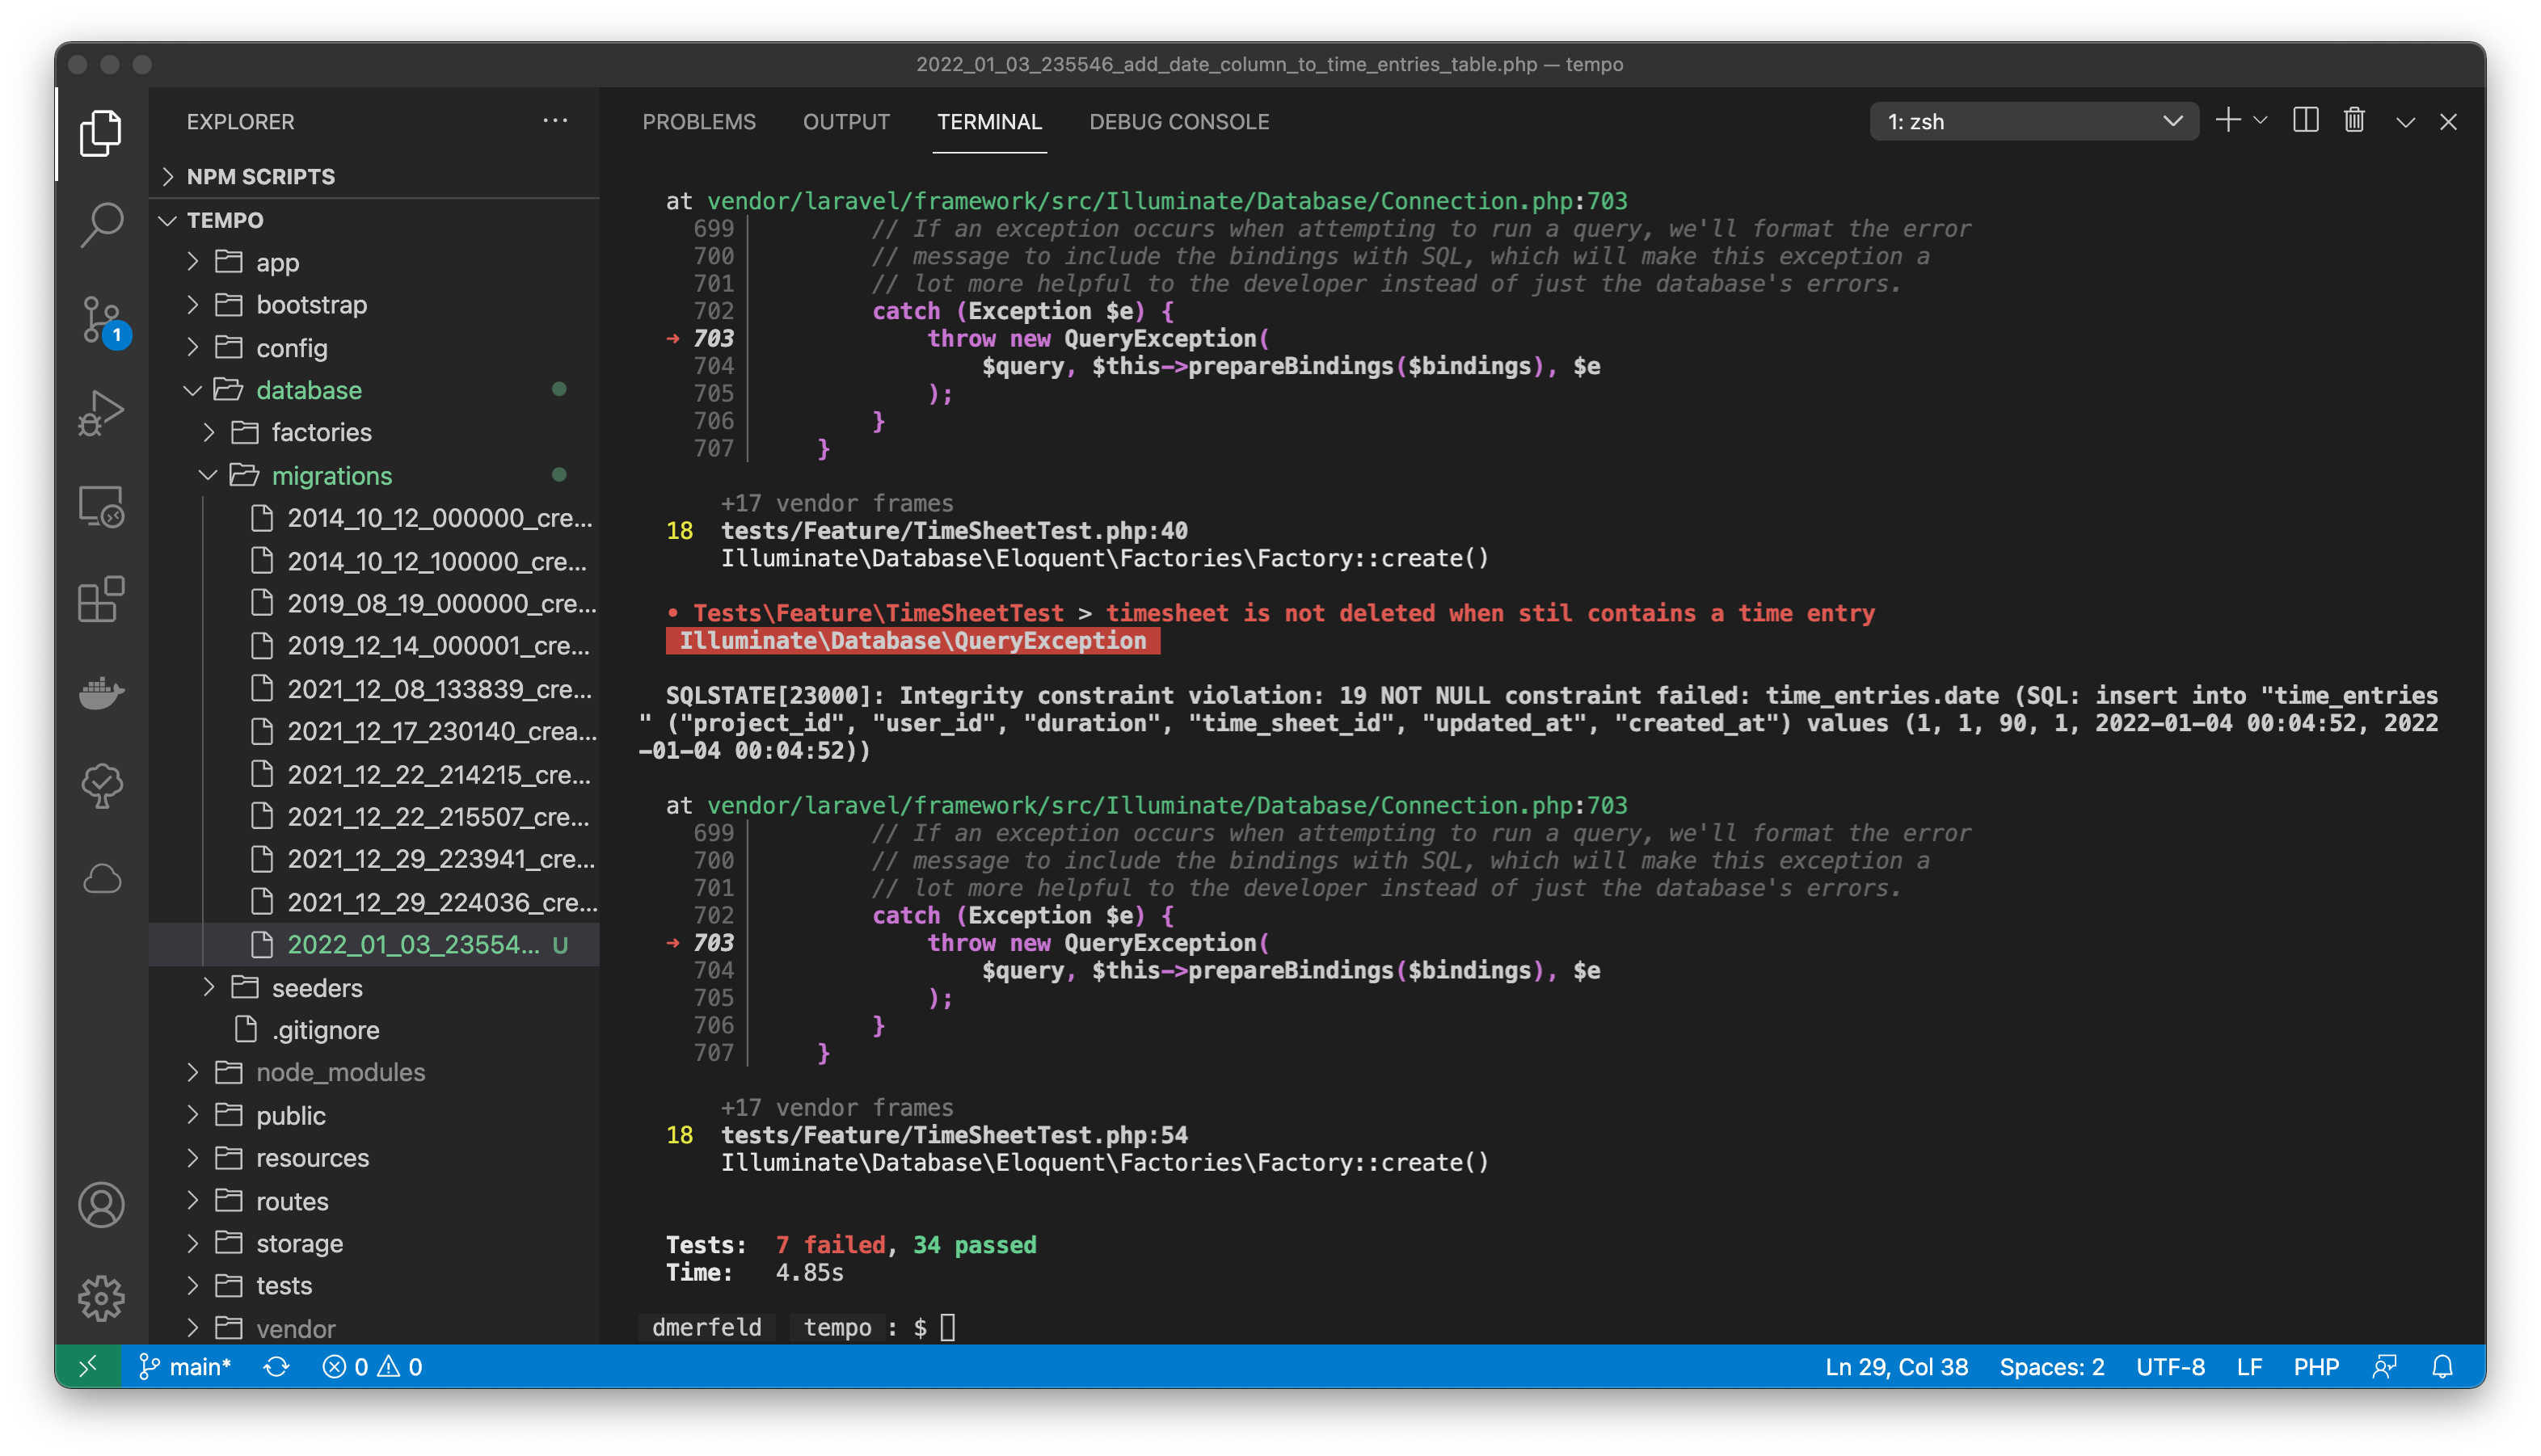 2022_01_03_235546_add_date_column_to_time_entries_table.php — tempo
EXPLORER
NPM SCRIPTS
TEMPO
app
bootstrap
config
database
factories
migrations
2014_10_12_000000_cre...
2014_10_12_100000_cre...
2019_08_19_000000_cre...
2019_12_14_000001_cre...
2021_12_08_133839_cre...
2021_12_17_230140_crea...
2021_12_22_214215_cre...
2021_12_22_215507_cre...
2021_12_29_223941_cre...
2021_12_29_224036_cre...
2022_01_03_23554... U
seeders
.gitignore
node_modules
public
resources
routes
storage
tests
vendor
1
PROBLEMS OUTPUT TERMINAL DEBUG CONSOLE
1: zsh
at vendor/laravel/framework/src/Illuminate/Database/Connection.php:703
699 // If an exception occurs when attempting to run a query, we'll format the error
700 // message to include the bindings with SQL, which will make this exception a
701 // lot more helpful to the developer instead of just the database's errors.
702 catch (Exception $e) {
➜ 703 throw new QueryException(
704 $query, $this->prepareBindings($bindings), $e
705 );
706 }
707 }
+17 vendor frames
18 tests/Feature/TimeSheetTest.php:40
Illuminate\Database\Eloquent\Factories\Factory::create()
• Tests\Feature\TimeSheetTest > timesheet is not deleted when stil contains a time entry
Illuminate\Database\QueryException
SQLSTATE[23000]: Integrity constraint violation: 19 NOT NULL constraint failed: time_entries.date (SQL: insert into "time_entries
" ("project_id", "user_id", "duration", "time_sheet_id", "updated_at", "created_at") values (1, 1, 90, 1, 2022-01-04 00:04:52, 2022
-01-04 00:04:52))
at vendor/laravel/framework/src/Illuminate/Database/Connection.php:703
699 // If an exception occurs when attempting to run a query, we'll format the error
700 // message to include the bindings with SQL, which will make this exception a
701 // lot more helpful to the developer instead of just the database's errors.
702 catch (Exception $e) {
➜ 703 throw new QueryException(
704 $query, $this->prepareBindings($bindings), $e
705 );
706 }
707 }
+17 vendor frames
18 tests/Feature/TimeSheetTest.php:54
Illuminate\Database\Eloquent\Factories\Factory::create()
Tests: 7 failed, 34 passed
Time: 4.85s
dmerfeld tempo : $
main* 0 0 Ln 29, Col 38 Spaces: 2 UTF-8 LF PHP